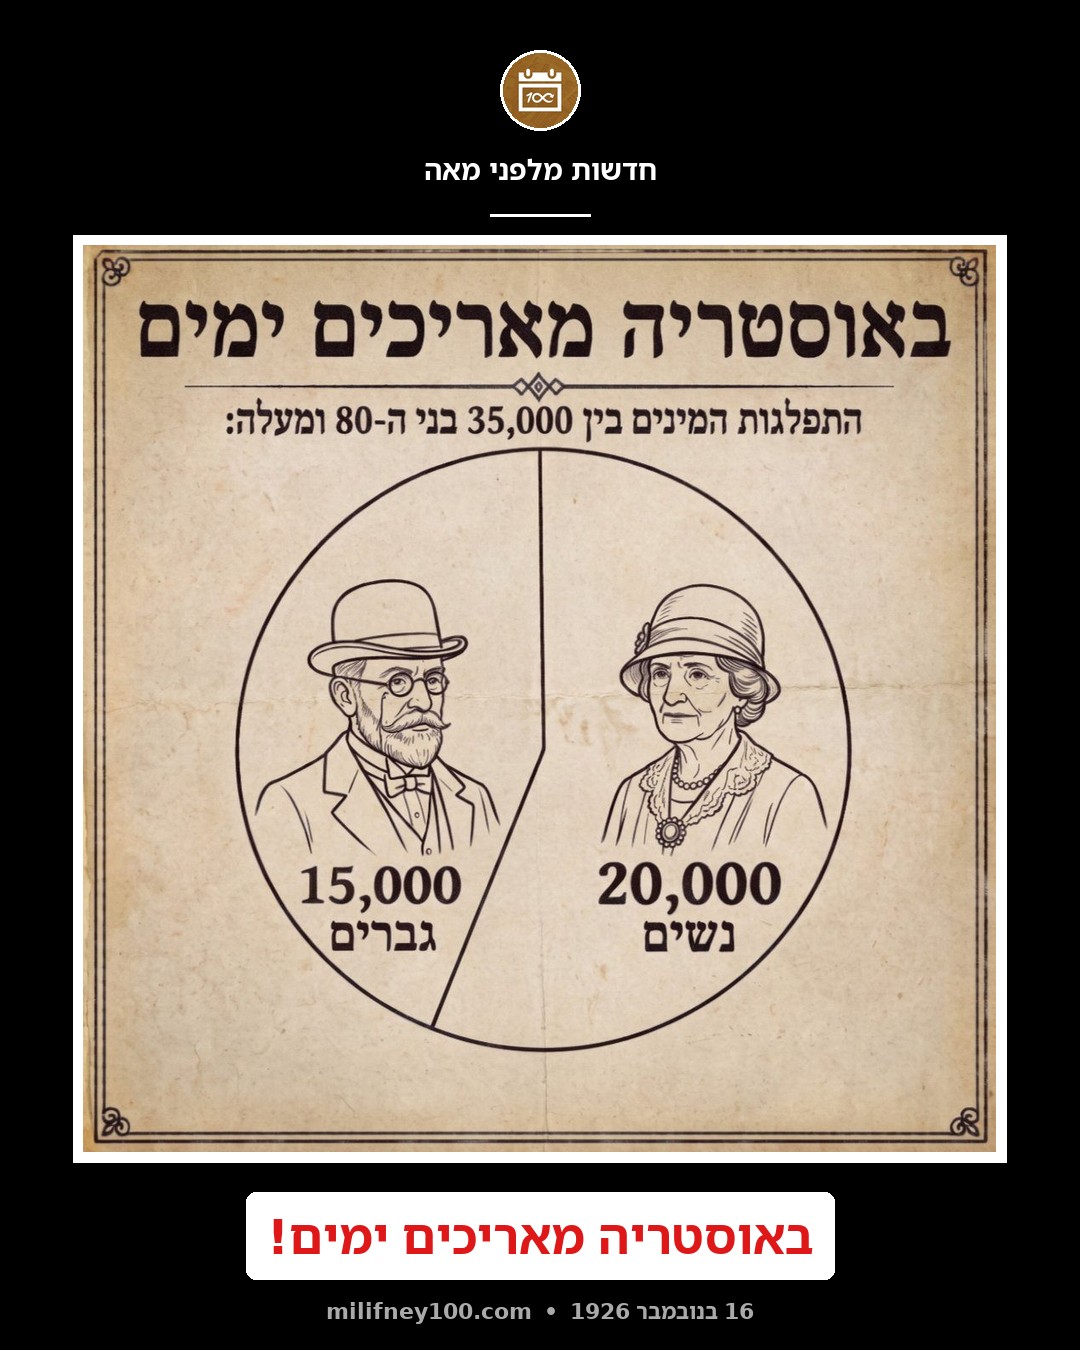 100
חדשות מלפני מאה
באוסטריה מאריכים ימים
התפלגות המינים בין 35,000 בני ה-80 ומעלה:
20,000
נשים
15,000
גברים
באוסטריה מאריכים ימים!
16 בנובמבר 1926 • milifney100.com